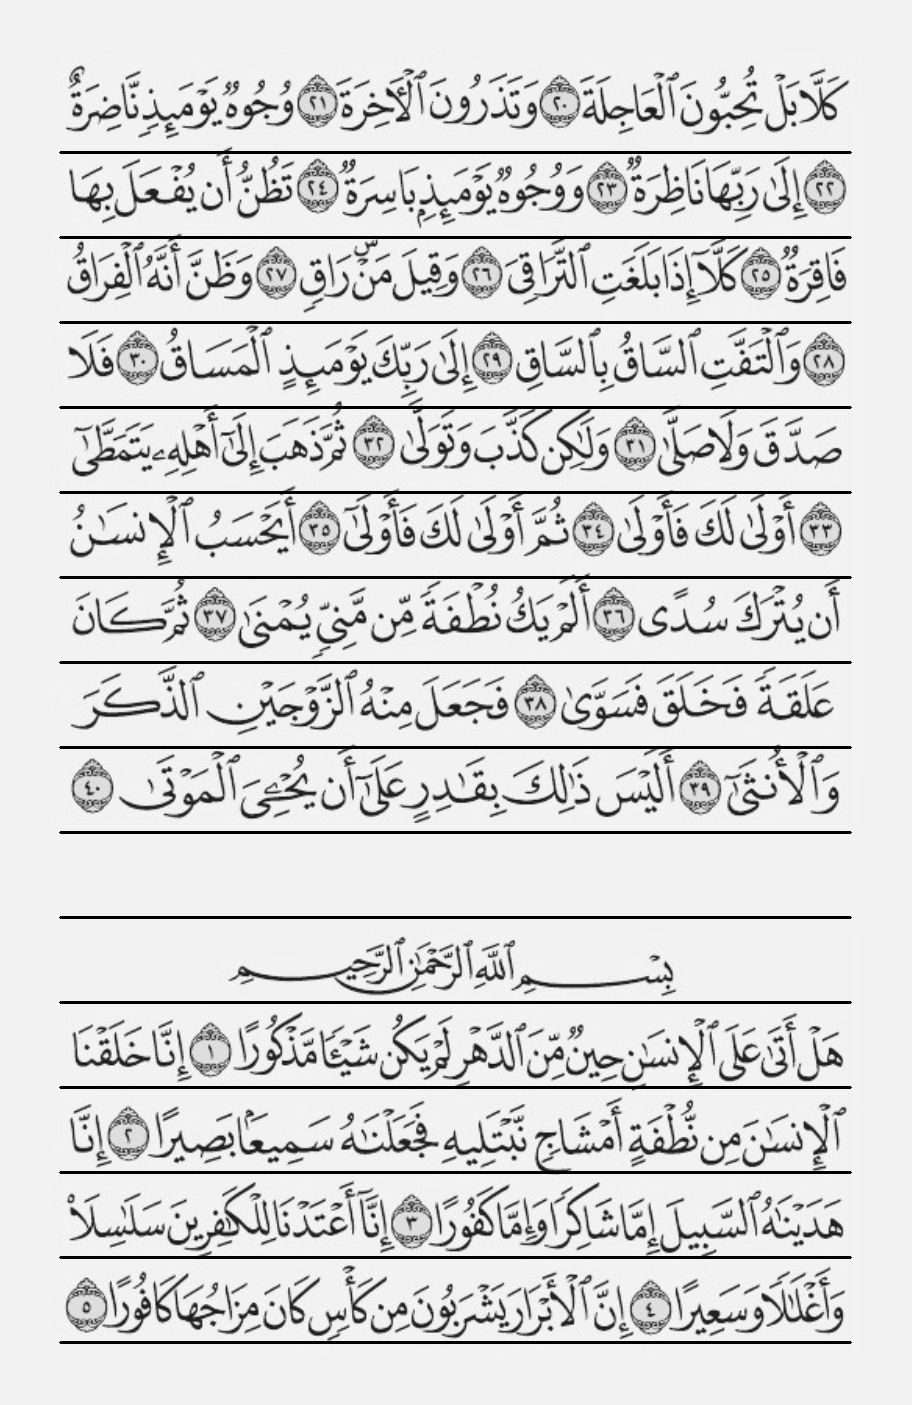 كَلَّا بَلْ تُحِبُّونَ ٱلْعَاجِلَةَ ٢٠ وَتَذَرُونَ ٱلْأَخِرَةَ ٢١ وُجُوهٌ يَوْمَئِذٍ نَّاضِرَةٌ
٢٢ إِلَىٰ رَبِّهَا نَاظِرَةٌ ٢٣ وَوُجُوهٌ يَوْمَئِذٍۭ بَاسِرَةٌ ٢٤ تَظُنُّ أَن يُفْعَلَ بِهَا
فَاقِرَةٌ ٢٥ كَلَّآ إِذَا بَلَغَتِ ٱلتَّرَاقِىَ ٢٦ وَقِيلَ مَنْ ۜ رَاقٍ ٢٧ وَظَنَّ أَنَّهُ ٱلْفِرَاقُ
٢٨ وَٱلْتَفَّتِ ٱلسَّاقُ بِٱلسَّاقِ ٢٩ إِلَىٰ رَبِّكَ يَوْمَئِذٍ ٱلْمَسَاقُ ٣٠ فَلَا
صَدَّقَ وَلَا صَلَّىٰ ٣١ وَلَٰكِن كَذَّبَ وَتَوَلَّىٰ ٣٢ ثُمَّ ذَهَبَ إِلَىٰٓ أَهْلِهِۦ يَتَمَطَّىٰٓ
٣٣ أَوْلَىٰ لَكَ فَأَوْلَىٰ ٣٤ ثُمَّ أَوْلَىٰ لَكَ فَأَوْلَىٰٓ ٣٥ أَيَحْسَبُ ٱلْإِنسَٰنُ
أَن يُتْرَكَ سُدًى ٣٦ أَلَمْ يَكُ نُطْفَةً مِّن مَّنِىٍّ يُمْنَىٰ ٣٧ ثُمَّ كَانَ
عَلَقَةً فَخَلَقَ فَسَوَّىٰ ٣٨ فَجَعَلَ مِنْهُ ٱلزَّوْجَيْنِ ٱلذَّكَرَ
وَٱلْأُنثَىٰٓ ٣٩ أَلَيْسَ ذَٰلِكَ بِقَٰدِرٍ عَلَىٰٓ أَن يُحْـِۧىَ ٱلْمَوْتَىٰ ٤٠
بِسْمِ ٱللَّهِ ٱلرَّحْمَٰنِ ٱلرَّحِيمِ
هَلْ أَتَىٰ عَلَى ٱلْإِنسَٰنِ حِينٌ مِّنَ ٱلدَّهْرِ لَمْ يَكُن شَيْـًٔا مَّذْكُورًا ١ إِنَّا خَلَقْنَا
ٱلْإِنسَٰنَ مِن نُّطْفَةٍ أَمْشَاجٍ نَّبْتَلِيهِ فَجَعَلْنَٰهُ سَمِيعًۢا بَصِيرًا ٢ إِنَّا
هَدَيْنَٰهُ ٱلسَّبِيلَ إِمَّا شَاكِرًا وَإِمَّا كَفُورًا ٣ إِنَّآ أَعْتَدْنَا لِلْكَٰفِرِينَ سَلَٰسِلَا۟
وَأَغْلَٰلًا وَسَعِيرًا ٤ إِنَّ ٱلْأَبْرَارَ يَشْرَبُونَ مِن كَأْسٍ كَانَ مِزَاجُهَا كَافُورًا ٥